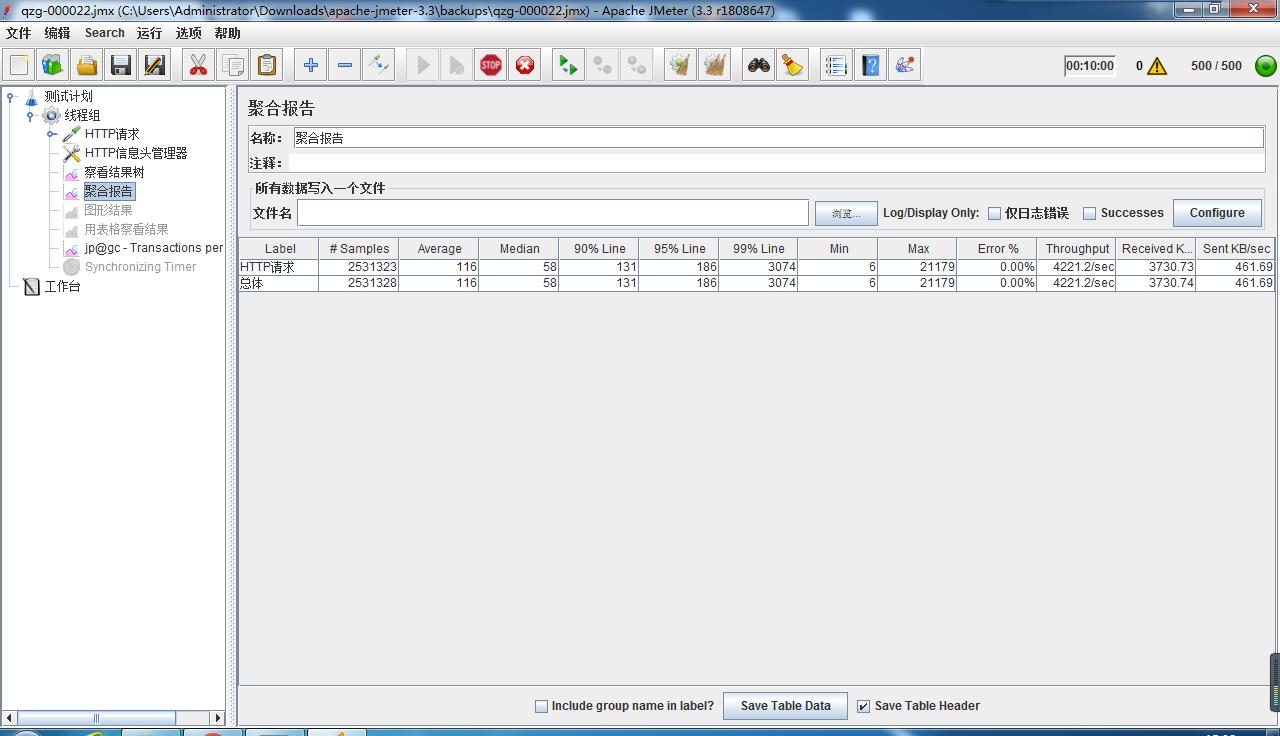 qzg-000022.jmx (C:\Users\Administrator\Downloads\apache-jmeter-3.3\backups\qzg-000022.jmx) - Apache JMeter (3.3 r1808647)
文件 编辑 Search 运行 选项 帮助
STOP 00:10:00 0 500 / 500
测试计划
线程组
HTTP请求
HTTP信息头管理器
察看结果树
聚合报告
图形结果
用表格察看结果
jp@gc - Transactions per
Synchronizing Timer
工作台
聚合报告
名称: 聚合报告
注释:
所有数据写入一个文件
文件名 浏览... Log/Display Only: 仅日志错误 Successes Configure
Label # Samples Average Median 90% Line 95% Line 99% Line Min Max Error % Throughput Received K... Sent KB/sec
HTTP请求 2531323 116 58 131 186 3074 6 21179 0.00% 4221.2/sec 3730.73 461.69
总体 2531328 116 58 131 186 3074 6 21179 0.00% 4221.2/sec 3730.74 461.69
Include group name in label? Save Table Data Save Table Header